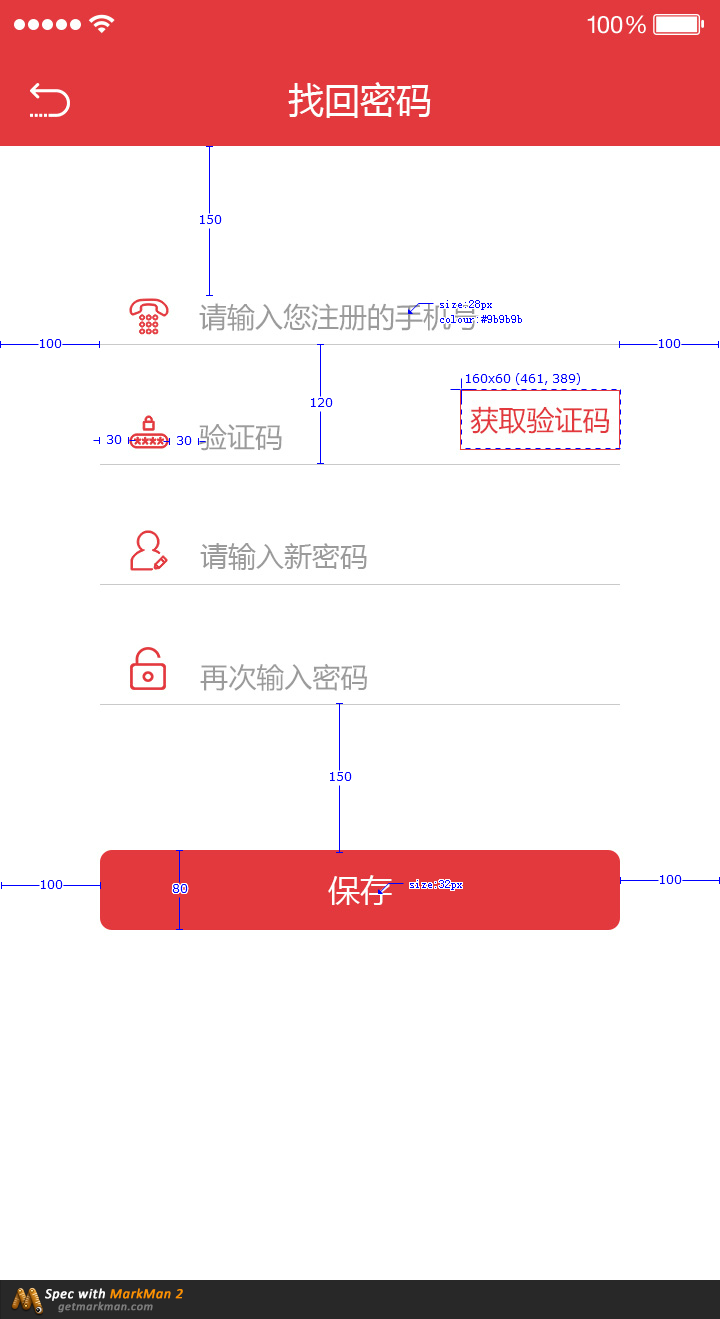 100%
找回密码
150
请输入您注册的手机号
size:28px
colour:#9b9b9b
100
100
120
160x60 (461, 389)
获取验证码
30
30
验证码
请输入新密码
再次输入密码
150
100
80
保存
size:32px
100
Spec with MarkMan 2
getmarkman.com